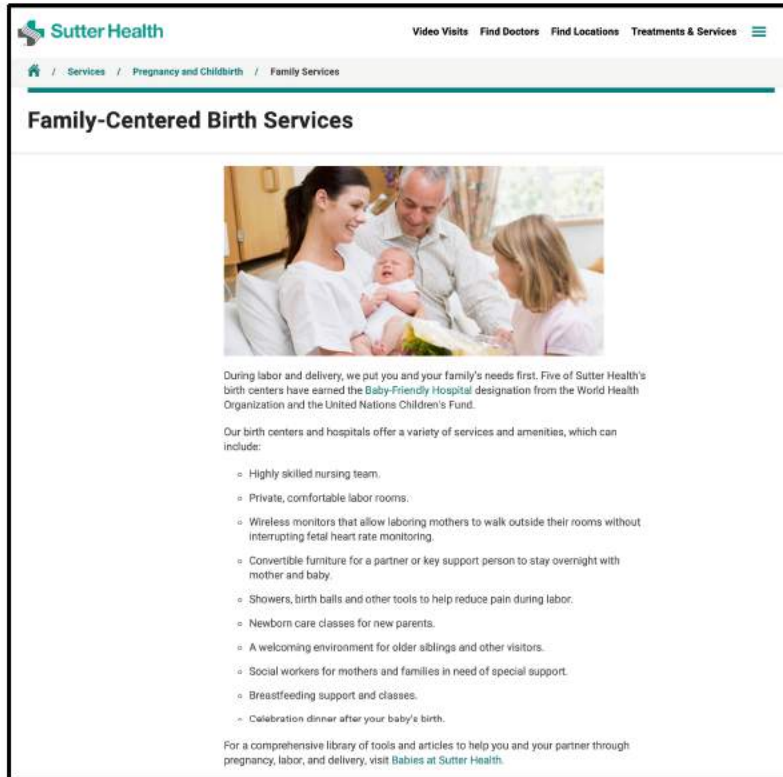 Sutter Health
Video Visits Find Doctors Find Locations Treatments & Services
/ Services / Pregnancy and Childbirth / Family Services
Family-Centered Birth Services
During labor and delivery, we put you and your family's needs first. Five of Sutter Health's
birth centers have earned the Baby-Friendly Hospital designation from the World Health
Organization and the United Nations Children's Fund.
Our birth centers and hospitals offer a variety of services and amenities, which can
include:
◦ Highly skilled nursing team.
◦ Private, comfortable labor rooms.
◦ Wireless monitors that allow laboring mothers to walk outside their rooms without
interrupting fetal heart rate monitoring.
◦ Convertible furniture for a partner or key support person to stay overnight with
mother and baby.
◦ Showers, birth balls and other tools to help reduce pain during labor.
◦ Newborn care classes for new parents.
◦ A welcoming environment for older siblings and other visitors.
◦ Social workers for mothers and families in need of special support.
◦ Breastfeeding support and classes.
◦ Celebration dinner after your baby's birth.
For a comprehensive library of tools and articles to help you and your partner through
pregnancy, labor, and delivery, visit Babies at Sutter Health.